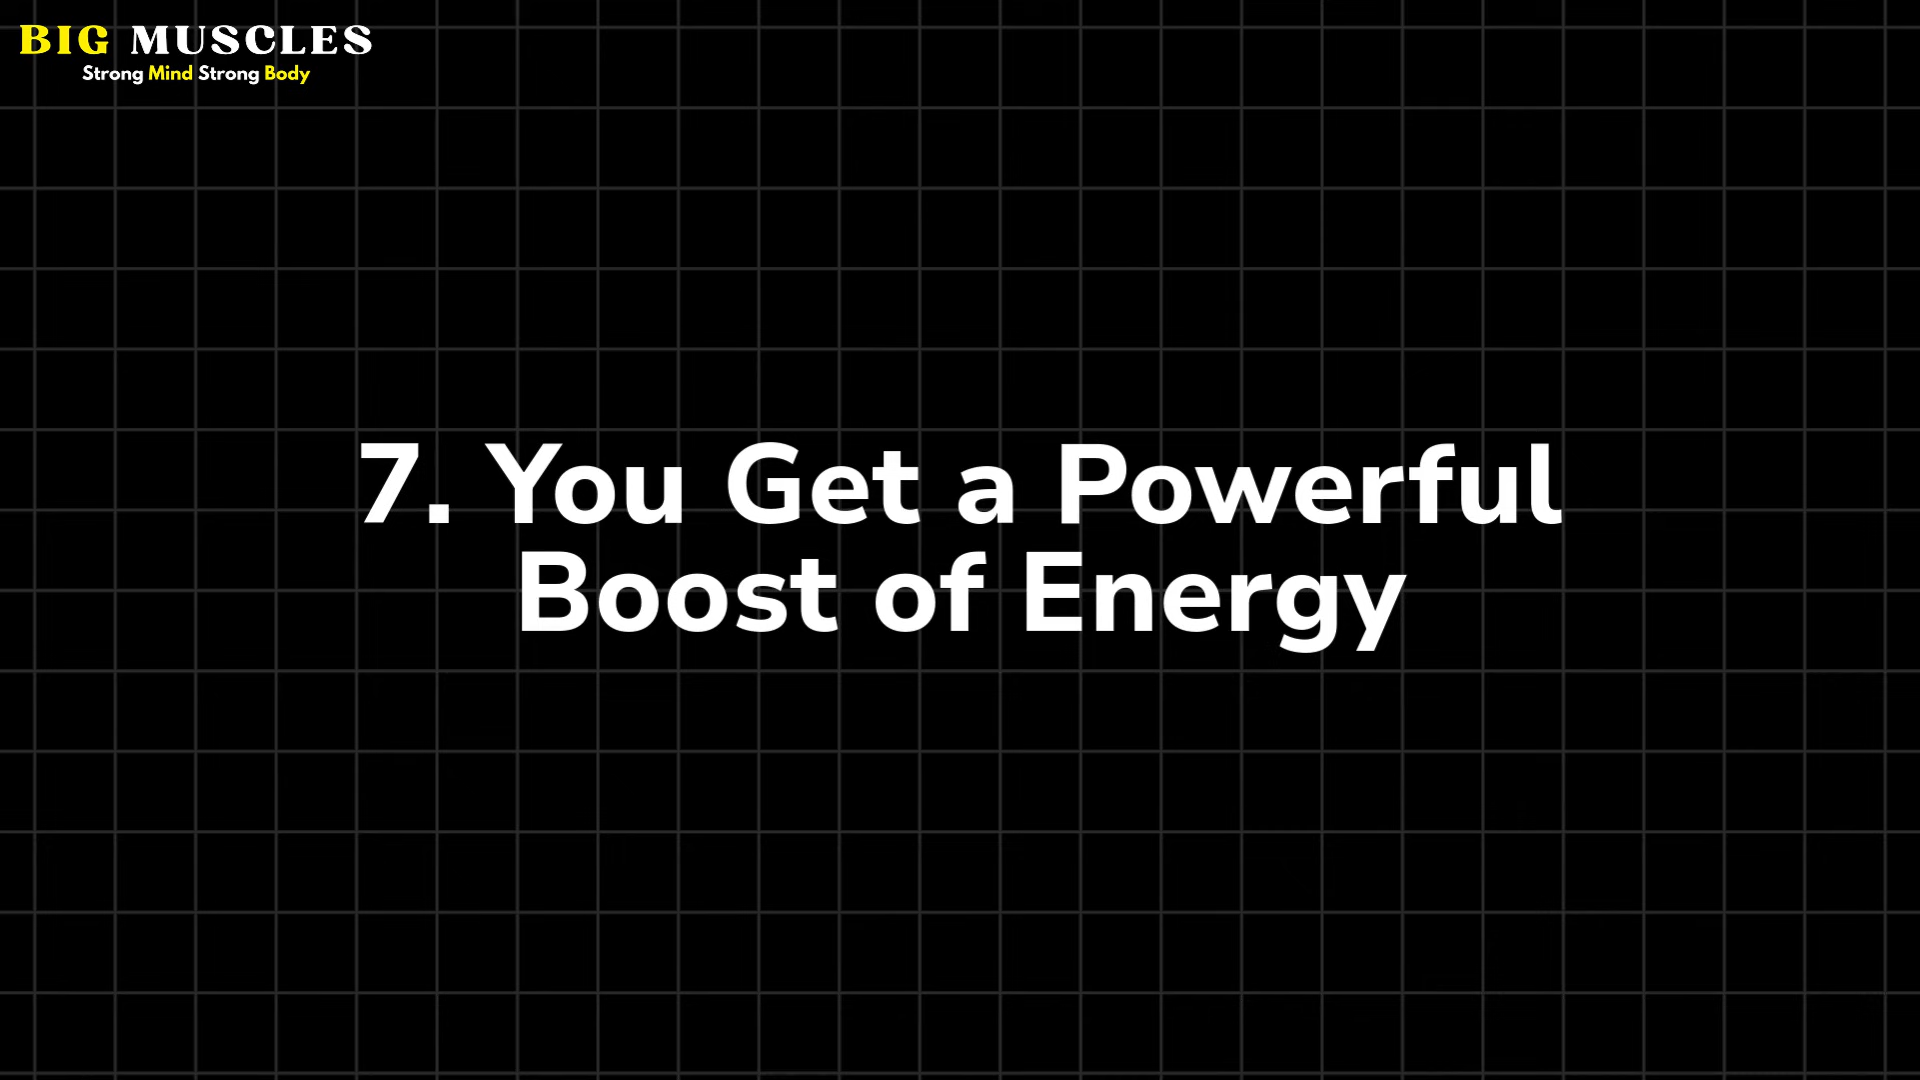 BIG MUSCLES
Strong Mind Strong Body
7. You Get a Powerful
Boost of Energy